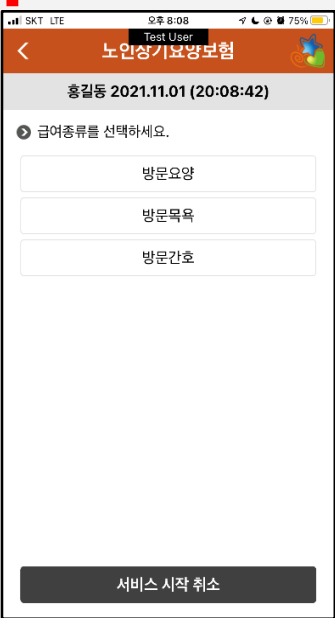 SKT LTE 오후 8:08 75%
Test User
노인장기요양보험
홍길동 2021.11.01 (20:08:42)
급여종류를 선택하세요.
방문요양
방문목욕
방문간호
서비스 시작 취소